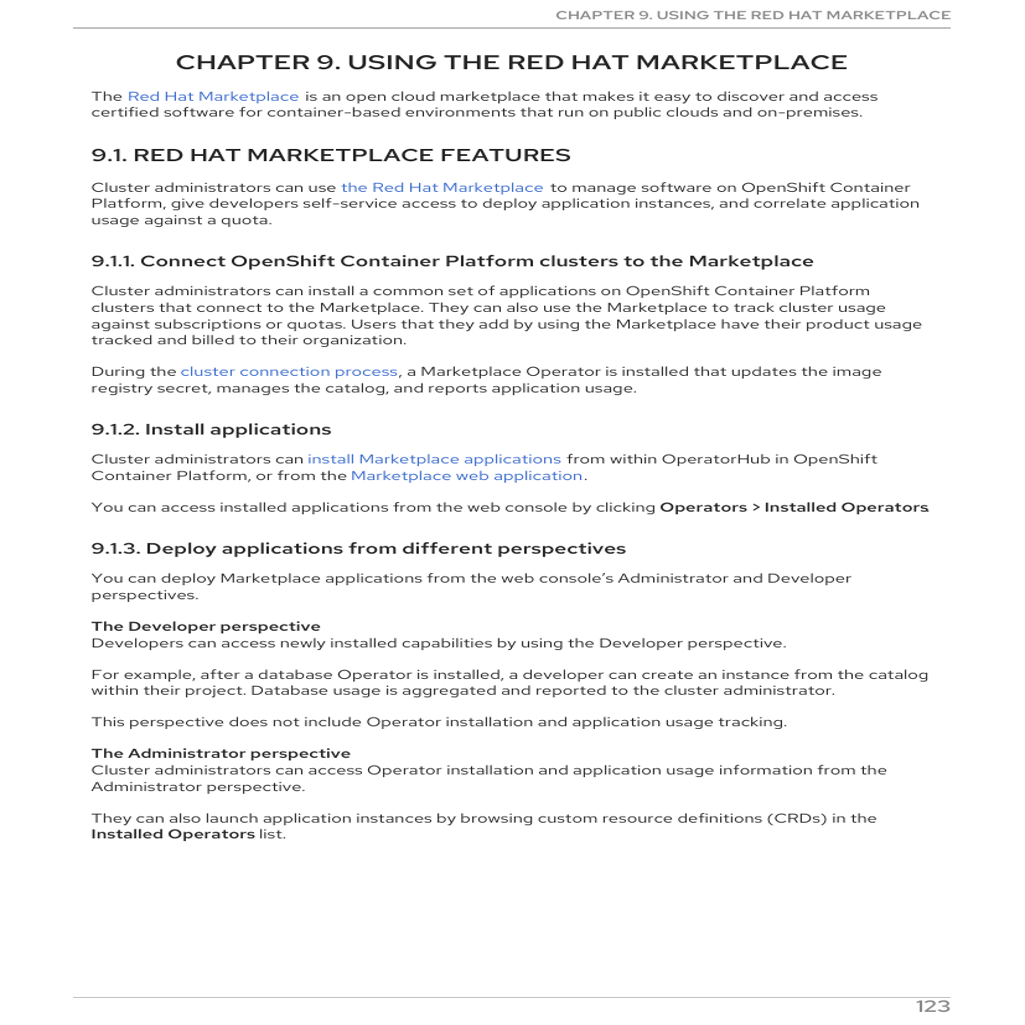 CHAPTER 9. USING THE RED HAT MARKETPLACE
CHAPTER 9. USING THE RED HAT MARKETPLACE
The Red Hat Marketplace is an open cloud marketplace that makes it easy to discover and access
certified software for container-based environments that run on public clouds and on-premises.
9.1. RED HAT MARKETPLACE FEATURES
Cluster administrators can use the Red Hat Marketplace to manage software on OpenShift Container
Platform, give developers self-service access to deploy application instances, and correlate application
usage against a quota.
9.1.1. Connect OpenShift Container Platform clusters to the Marketplace
Cluster administrators can install a common set of applications on OpenShift Container Platform
clusters that connect to the Marketplace. They can also use the Marketplace to track cluster usage
against subscriptions or quotas. Users that they add by using the Marketplace have their product usage
tracked and billed to their organization.
During the cluster connection process, a Marketplace Operator is installed that updates the image
registry secret, manages the catalog, and reports application usage.
9.1.2. Install applications
Cluster administrators can install Marketplace applications from within OperatorHub in OpenShift
Container Platform, or from the Marketplace web application.
You can access installed applications from the web console by clicking Operators > Installed Operators.
9.1.3. Deploy applications from different perspectives
You can deploy Marketplace applications from the web console’s Administrator and Developer
perspectives.
The Developer perspective
Developers can access newly installed capabilities by using the Developer perspective.
For example, after a database Operator is installed, a developer can create an instance from the catalog
within their project. Database usage is aggregated and reported to the cluster administrator.
This perspective does not include Operator installation and application usage tracking.
The Administrator perspective
Cluster administrators can access Operator installation and application usage information from the
Administrator perspective.
They can also launch application instances by browsing custom resource definitions (CRDs) in the
Installed Operators list.
123